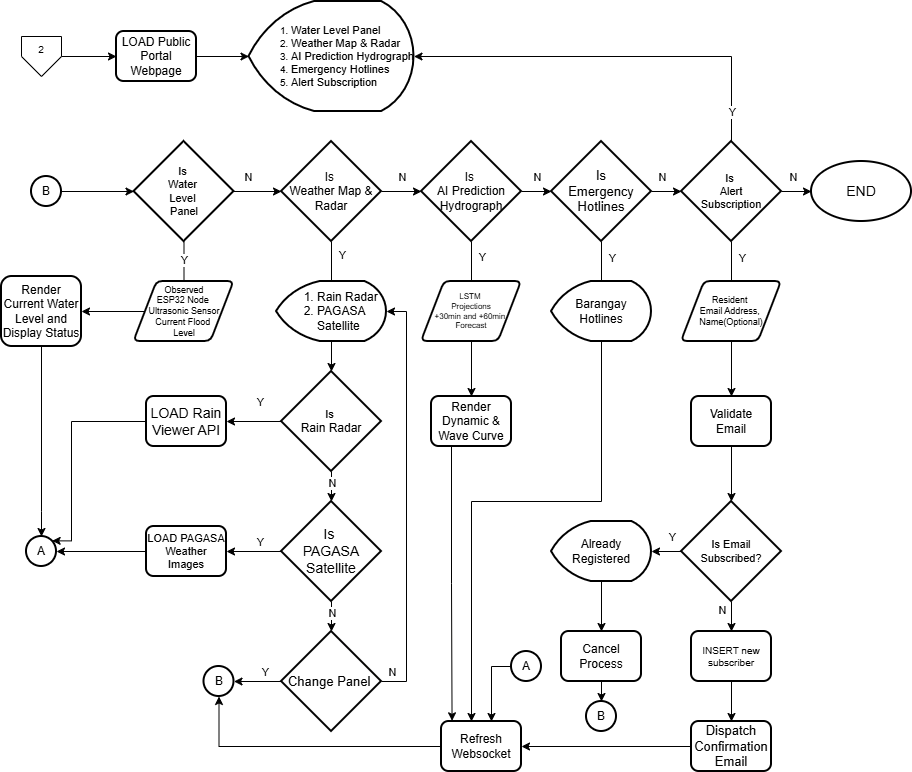 2
LOAD Public
Portal
Webpage
1. Water Level Panel
2. Weather Map & Radar
3. AI Prediction Hydrograph
4. Emergency Hotlines
5. Alert Subscription
Y
B
Is
Water
Level
Panel
N
Is
Weather Map &
Radar
N
Is
AI Prediction
Hydrograph
N
Is
Emergency
Hotlines
N
Is
Alert
Subscription
N
END
Y
Y
Y
Y
Y
Render
Current Water
Level and
Display Status
Observed
ESP32 Node
Ultrasonic Sensor
Current Flood
Level
1. Rain Radar
2. PAGASA
Satellite
LSTM
Projections
+30min and +60min
Forecast
Barangay
Hotlines
Resident
Email Address,
Name(Optional)
LOAD Rain
Viewer API
Y
Is
Rain Radar
Render
Dynamic &
Wave Curve
Validate
Email
N
A
LOAD PAGASA
Weather
Images
Y
Is
PAGASA
Satellite
Already
Registered
Y
Is Email
Subscribed?
N
N
B
Y
Change Panel
N
A
Cancel
Process
INSERT new
subscriber
B
Refresh
Websocket
Dispatch
Confirmation
Email